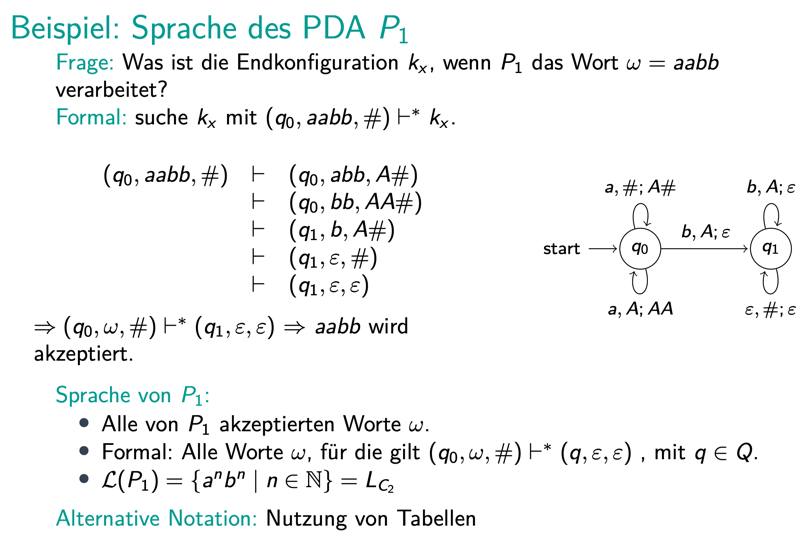 Beispiel: Sprache des PDA P₁
Frage: Was ist die Endkonfiguration kₓ, wenn P₁ das Wort ω = aabb
verarbeitet?
Formal: suche kₓ mit (q₀, aabb, #) ⊢* kₓ.
(q₀, aabb, #) ⊢ (q₀, abb, A#)
⊢ (q₀, bb, AA#)
⊢ (q₁, b, A#)
⊢ (q₁, ε, #)
⊢ (q₁, ε, ε)
⇒ (q₀, ω, #) ⊢* (q₁, ε, ε) ⇒ aabb wird
akzeptiert.
a, #; A#
b, A; ε
b, A; ε
start
q₀
q₁
a, A; AA
ε, #; ε
Sprache von P₁:
• Alle von P₁ akzeptierten Worte ω.
• Formal: Alle Worte ω, für die gilt (q₀, ω, #) ⊢* (q, ε, ε) , mit q ∈ Q.
• ℒ(P₁) = {aⁿbⁿ | n ∈ ℕ} = L_C₂
Alternative Notation: Nutzung von Tabellen